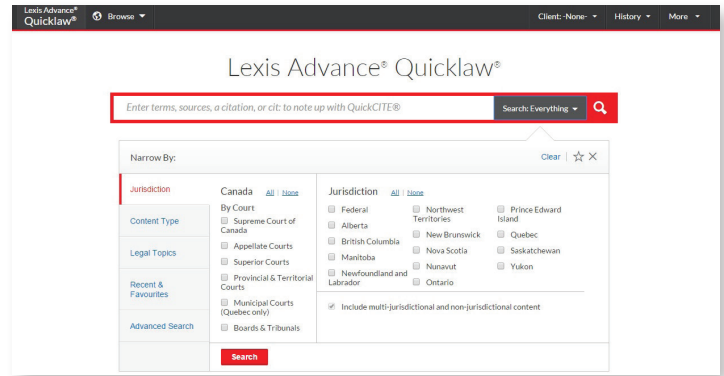 Lexis Advance®
Quicklaw®
Browse
Client: -None-
History
More
Lexis Advance® Quicklaw®
Enter terms, sources, a citation, or cit: to note up with QuickCITE®
Search: Everything
Narrow By:
Clear
Jurisdiction
Content Type
Legal Topics
Recent &
Favourites
Advanced Search
Canada All | None
By Court
Supreme Court of
Canada
Appellate Courts
Superior Courts
Provincial & Territorial
Courts
Municipal Courts
(Quebec only)
Boards & Tribunals
Jurisdiction All | None
Federal
Alberta
British Columbia
Manitoba
Newfoundland and
Labrador
Northwest
Territories
New Brunswick
Nova Scotia
Nunavut
Ontario
Prince Edward
Island
Quebec
Saskatchewan
Yukon
Include multi-jurisdictional and non-jurisdictional content
Search